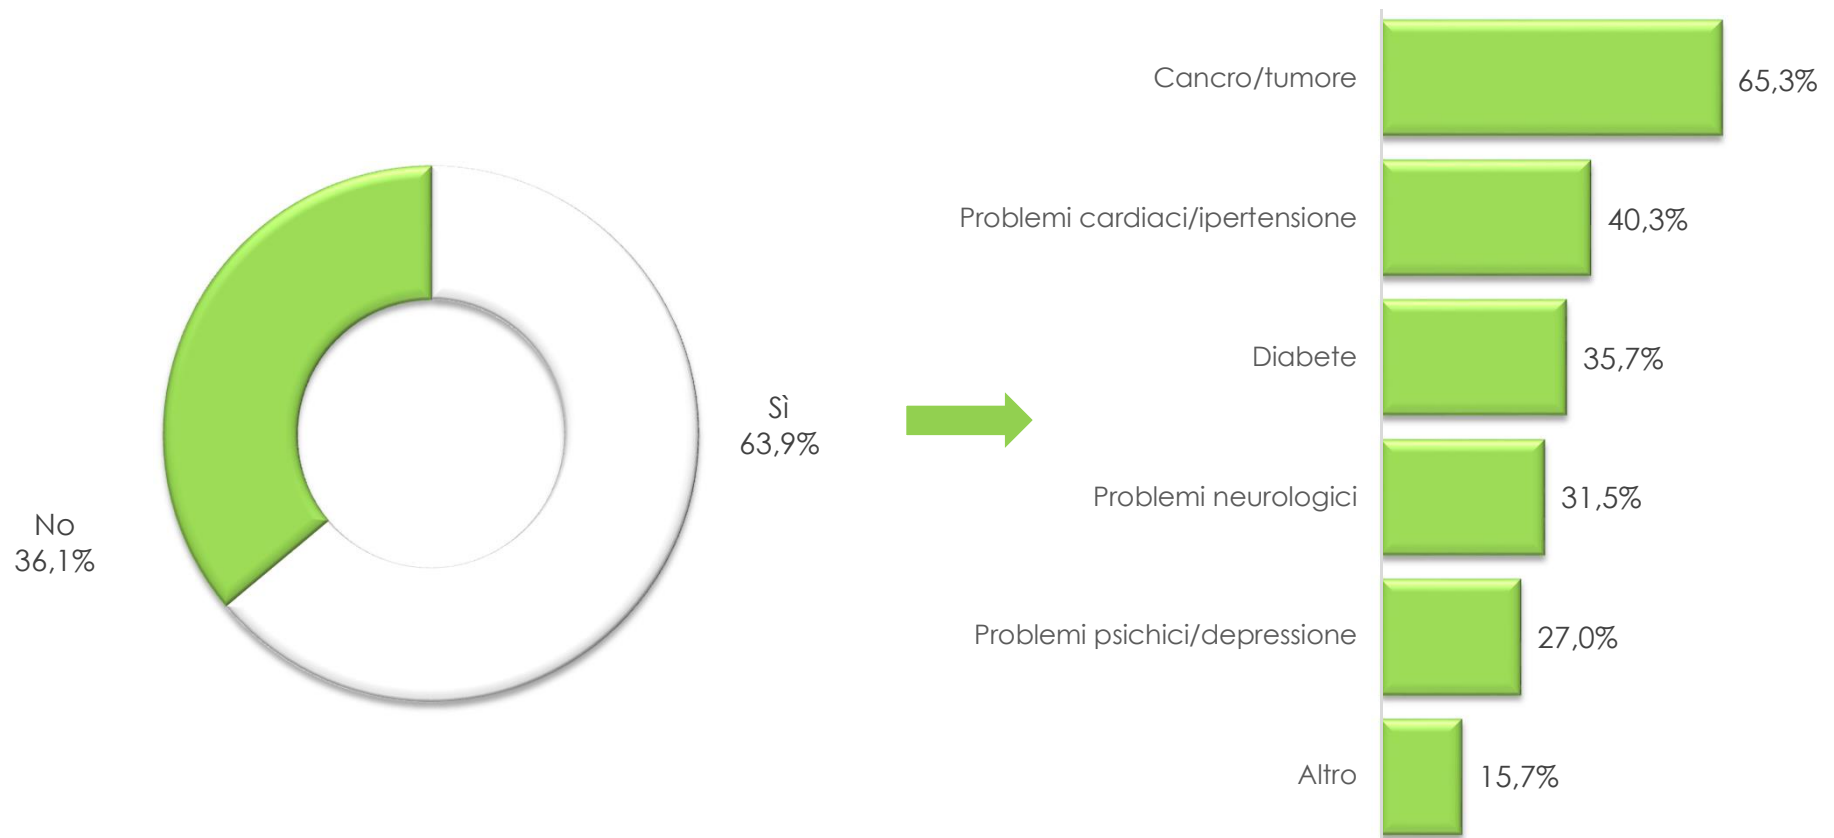 No
36,1%
Sì
63,9%
Cancro/tumore
65,3%
Problemi cardiaci/ipertensione
40,3%
Diabete
35,7%
Problemi neurologici
31,5%
Problemi psichici/depressione
27,0%
Altro
15,7%